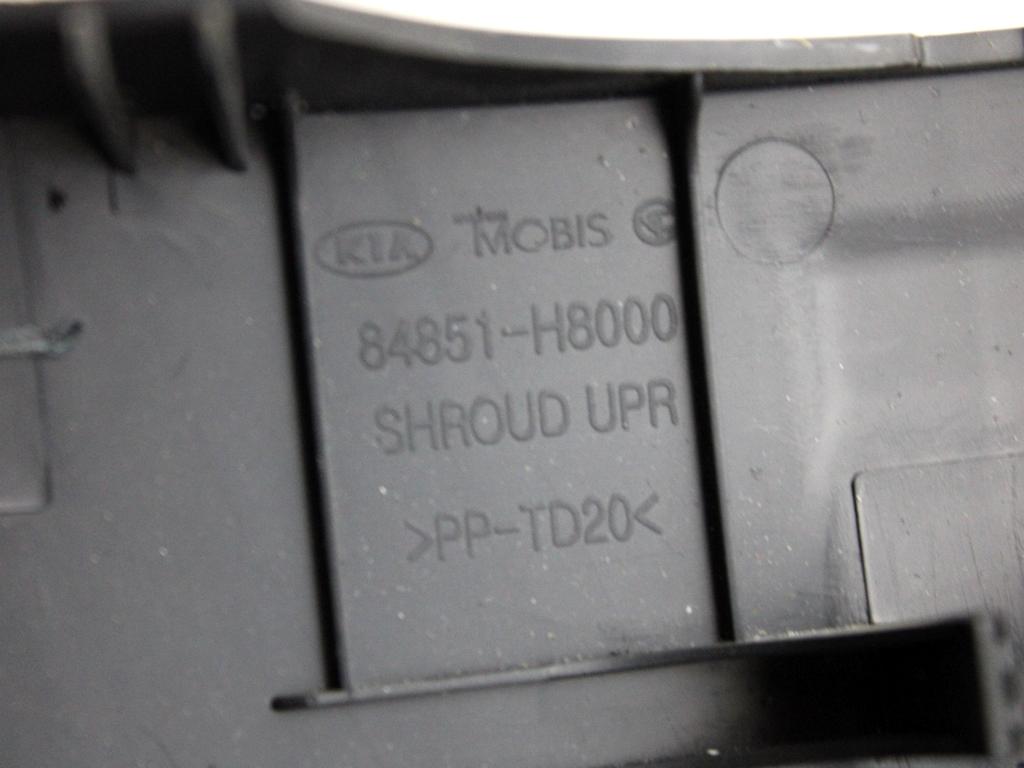 KIA MOBIS
84851-H8000
SHROUD UPR
>PP-TD20<